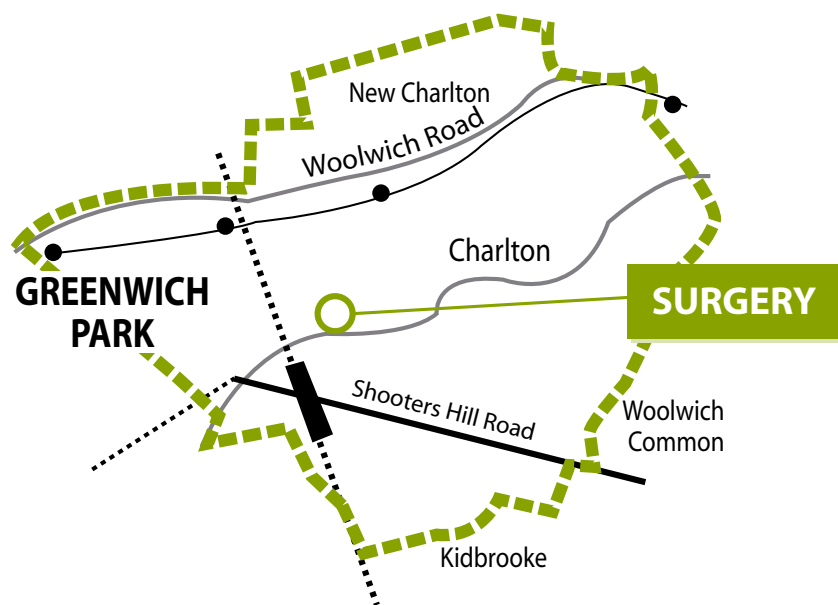 New Charlton
Woolwich Road
Charlton
GREENWICH
PARK
SURGERY
Shooters Hill Road
Woolwich
Common
Kidbrooke